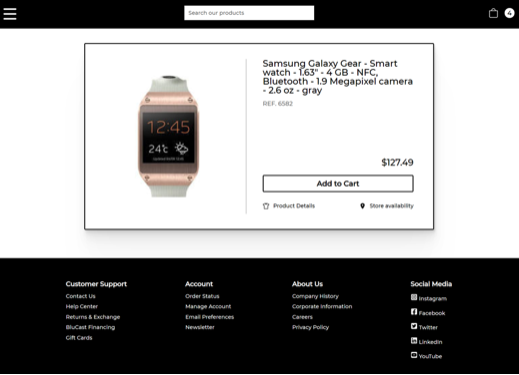 Search our products
4
Samsung Galaxy Gear - Smart
watch - 1.63" - 4 GB - NFC,
Bluetooth - 1.9 Megapixel camera
- 2.6 oz - gray
REF. 6582
12:45
24°c
$127.49
Add to Cart
Product Details
Store availability
Customer Support
Contact Us
Help Center
Returns & Exchange
BluCast Financing
Gift Cards
Account
Order Status
Manage Account
Email Preferences
Newsletter
About Us
Company History
Corporate Information
Careers
Privacy Policy
Social Media
Instagram
Facebook
Twitter
LinkedIn
YouTube